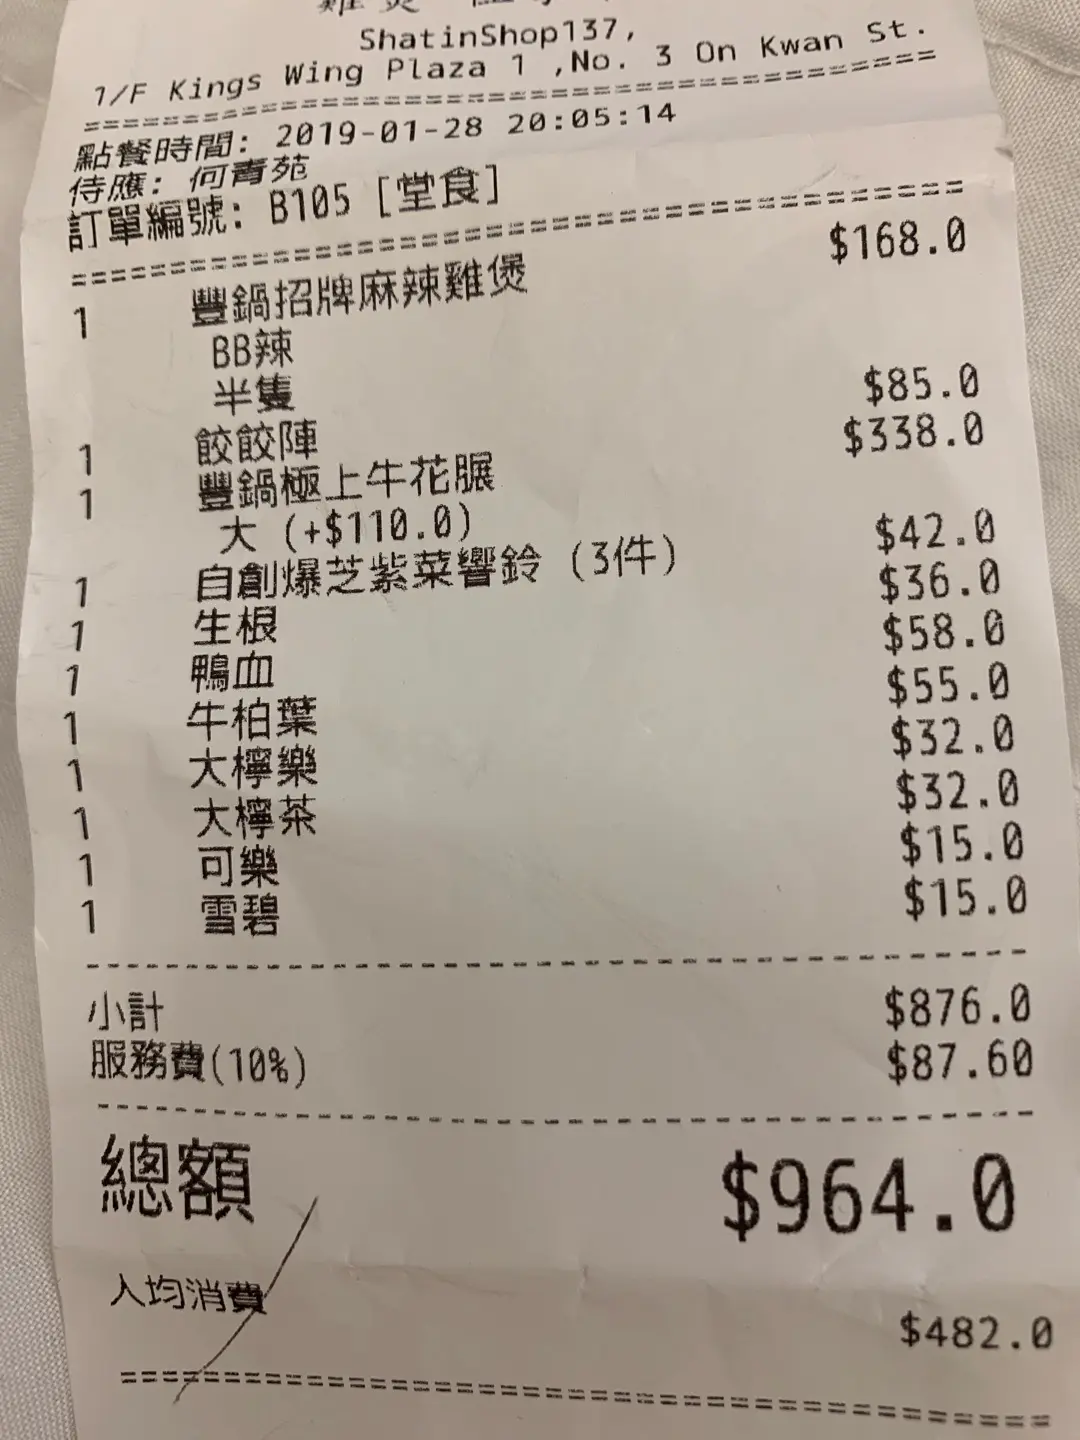 ShatinShop137,
1/F Kings Wing Plaza 1 ,No. 3 On Kwan St.
點餐時間: 2019-01-28 20:05:14
侍應: 何青苑
訂單編號: B105 [堂食]
1 豐鍋招牌麻辣雞煲 $168.0
BB辣
半隻
1 餃餃陣 $85.0
1 豐鍋極上牛花腒 $338.0
大 (+$110.0)
1 自創爆芝紫菜響鈴 (3件) $42.0
1 生根 $36.0
1 鴨血 $58.0
1 牛柏葉 $55.0
1 大檸樂 $32.0
1 大檸茶 $32.0
1 可樂 $15.0
1 雪碧 $15.0
小計 $876.0
服務費(10%) $87.60
總額 $964.0
人均消費 $482.0